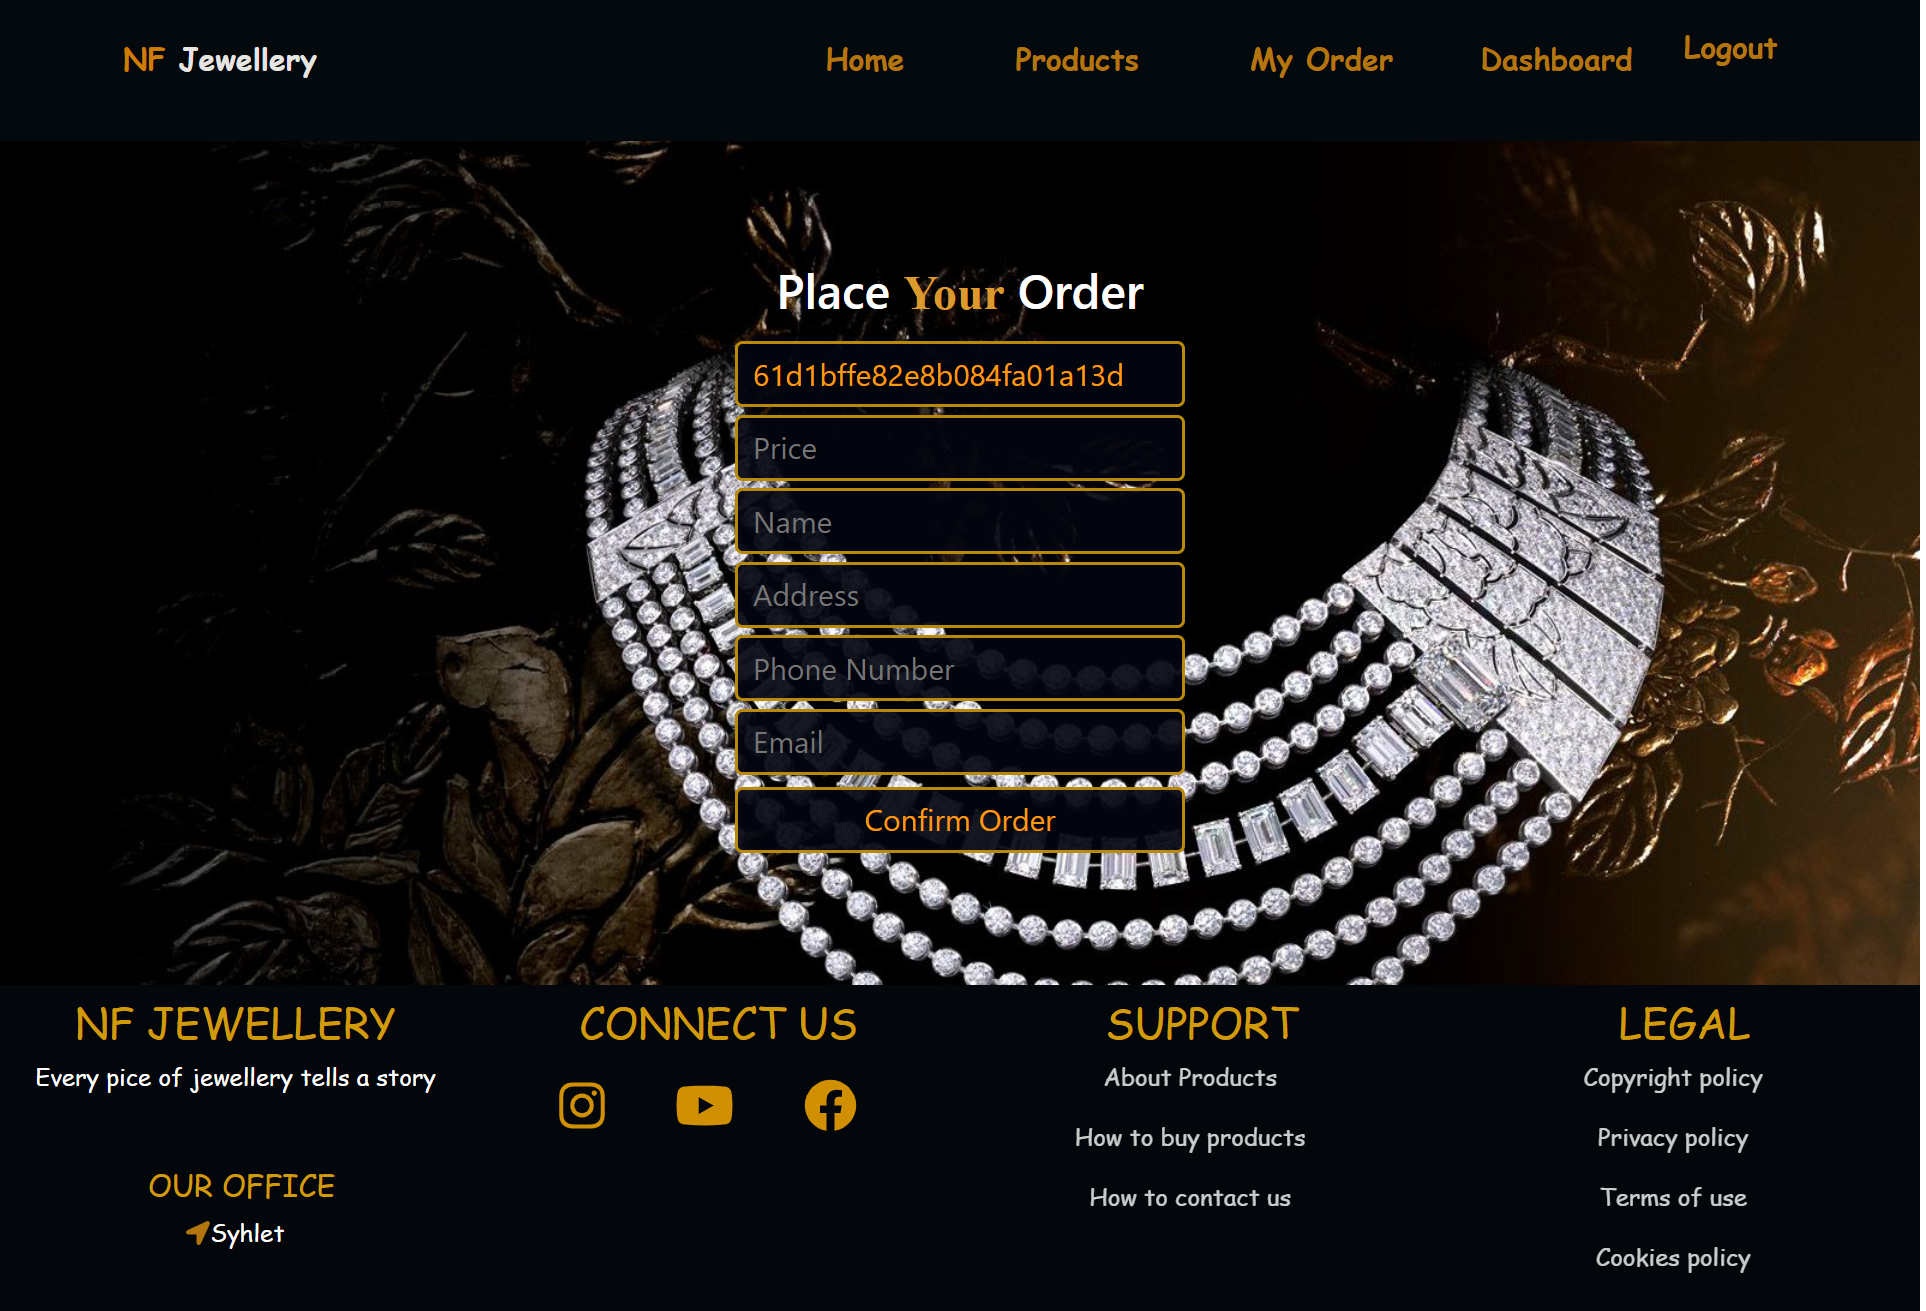 NF Jewellery
Home
Products
My Order
Dashboard
Logout
Place Your Order
61d1bffe82e8b084fa01a13d
Price
Name
Address
Phone Number
Email
Confirm Order
NF JEWELLERY
Every pice of jewellery tells a story
OUR OFFICE
Syhlet
CONNECT US
SUPPORT
About Products
How to buy products
How to contact us
LEGAL
Copyright policy
Privacy policy
Terms of use
Cookies policy